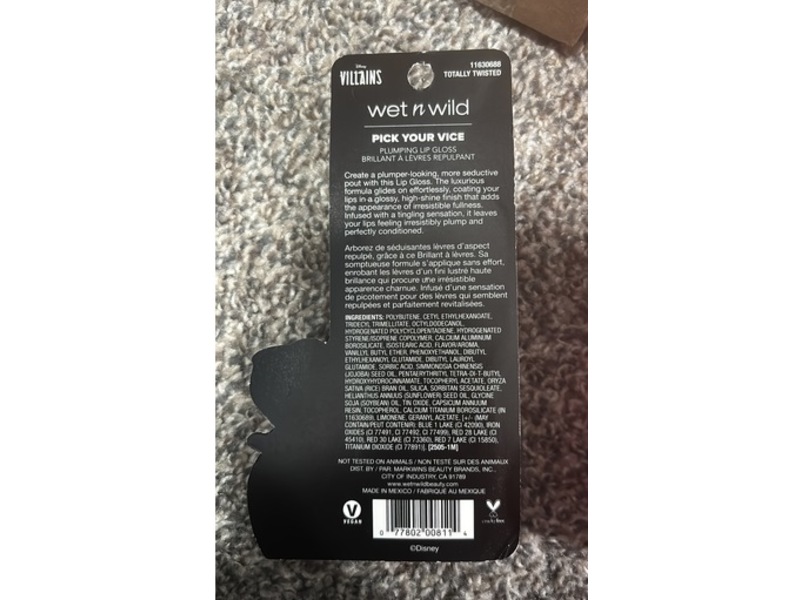 Disney
VILLAINS
11630688
TOTALLY TWISTED
wet n wild
PICK YOUR VICE
PLUMPING LIP GLOSS
BRILLANT À LÈVRES REPULPANT
Create a plumper-looking, more seductive
pout with this Lip Gloss. The luxurious
formula glides on effortlessly, coating your
lips in a glossy, high-shine finish that adds
the appearance of irresistible fullness.
Infused with a tingling sensation, it leaves
your lips feeling irresistibly plump and
perfectly conditioned.
Arborez de séduisantes lèvres d'aspect
repulpé, grâce à ce Brillant à lèvres. Sa
somptueuse formule s'applique sans effort,
enrobant les lèvres d'un fini lustré haute
brillance qui procure une irrésistible
apparence charnue. Infusé d'une sensation
de picotement pour des lèvres qui semblent
repulpées et parfaitement revitalisées.
INGREDIENTS: POLYBUTENE, CETYL ETHYLHEXANOATE,
TRIDECYL TRIMELLITATE, OCTYLDODECANOL,
HYDROGENATED POLYCYCLOPENTADIENE, HYDROGENATED
STYRENE/ISOPRENE COPOLYMER, CALCIUM ALUMINUM
BOROSILICATE, ISOSTEARIC ACID, FLAVOR/AROMA,
VANILLYL BUTYL ETHER, PHENOXYETHANOL, DIBUTYL
ETHYLHEXANOYL GLUTAMIDE, DIBUTYL LAUROYL
GLUTAMIDE, SORBIC ACID, SIMMONDSIA CHINENSIS
(JOJOBA) SEED OIL, PENTAERYTHRITYL TETRA-DI-T-BUTYL
HYDROXYHYDROCINNAMATE, TOCOPHERYL ACETATE, ORYZA
SATIVA (RICE) BRAN OIL, SILICA, SORBITAN SESQUIOLEATE,
HELIANTHUS ANNUUS (SUNFLOWER) SEED OIL, GLYCINE
SOJA (SOYBEAN) OIL, TIN OXIDE, CAPSICUM ANNUUM
RESIN, TOCOPHEROL, CALCIUM TITANIUM BOROSILICATE (IN
11630689), LIMONENE, GERANYL ACETATE. [+/- (MAY
CONTAIN/PEUT CONTENIR): BLUE 1 LAKE (CI 42090), IRON
OXIDES (CI 77491, CI 77492, CI 77499), RED 28 LAKE (CI
45410), RED 30 LAKE (CI 73360), RED 7 LAKE (CI 15850),
TITANIUM DIOXIDE (CI 77891)]. [2505-1M]
NOT TESTED ON ANIMALS / NON TESTÉ SUR DES ANIMAUX
DIST. BY / PAR: MARKWINS BEAUTY BRANDS, INC.,
CITY OF INDUSTRY, CA 91789
www.wetnwildbeauty.com
MADE IN MEXICO / FABRIQUÉ AU MEXIQUE
V
VEGAN
cruelty free
0 77802 00811 4
©Disney